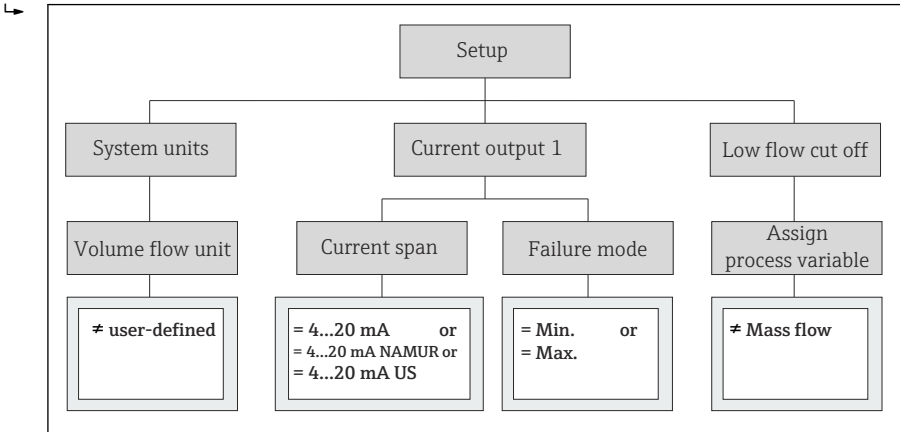 Setup
System units
Current output 1
Low flow cut off
Volume flow unit
Current span
Failure mode
Assign
process variable
≠ user-defined
= 4...20 mA or
= 4...20 mA NAMUR or
= 4...20 mA US
= Min. or
= Max.
≠ Mass flow